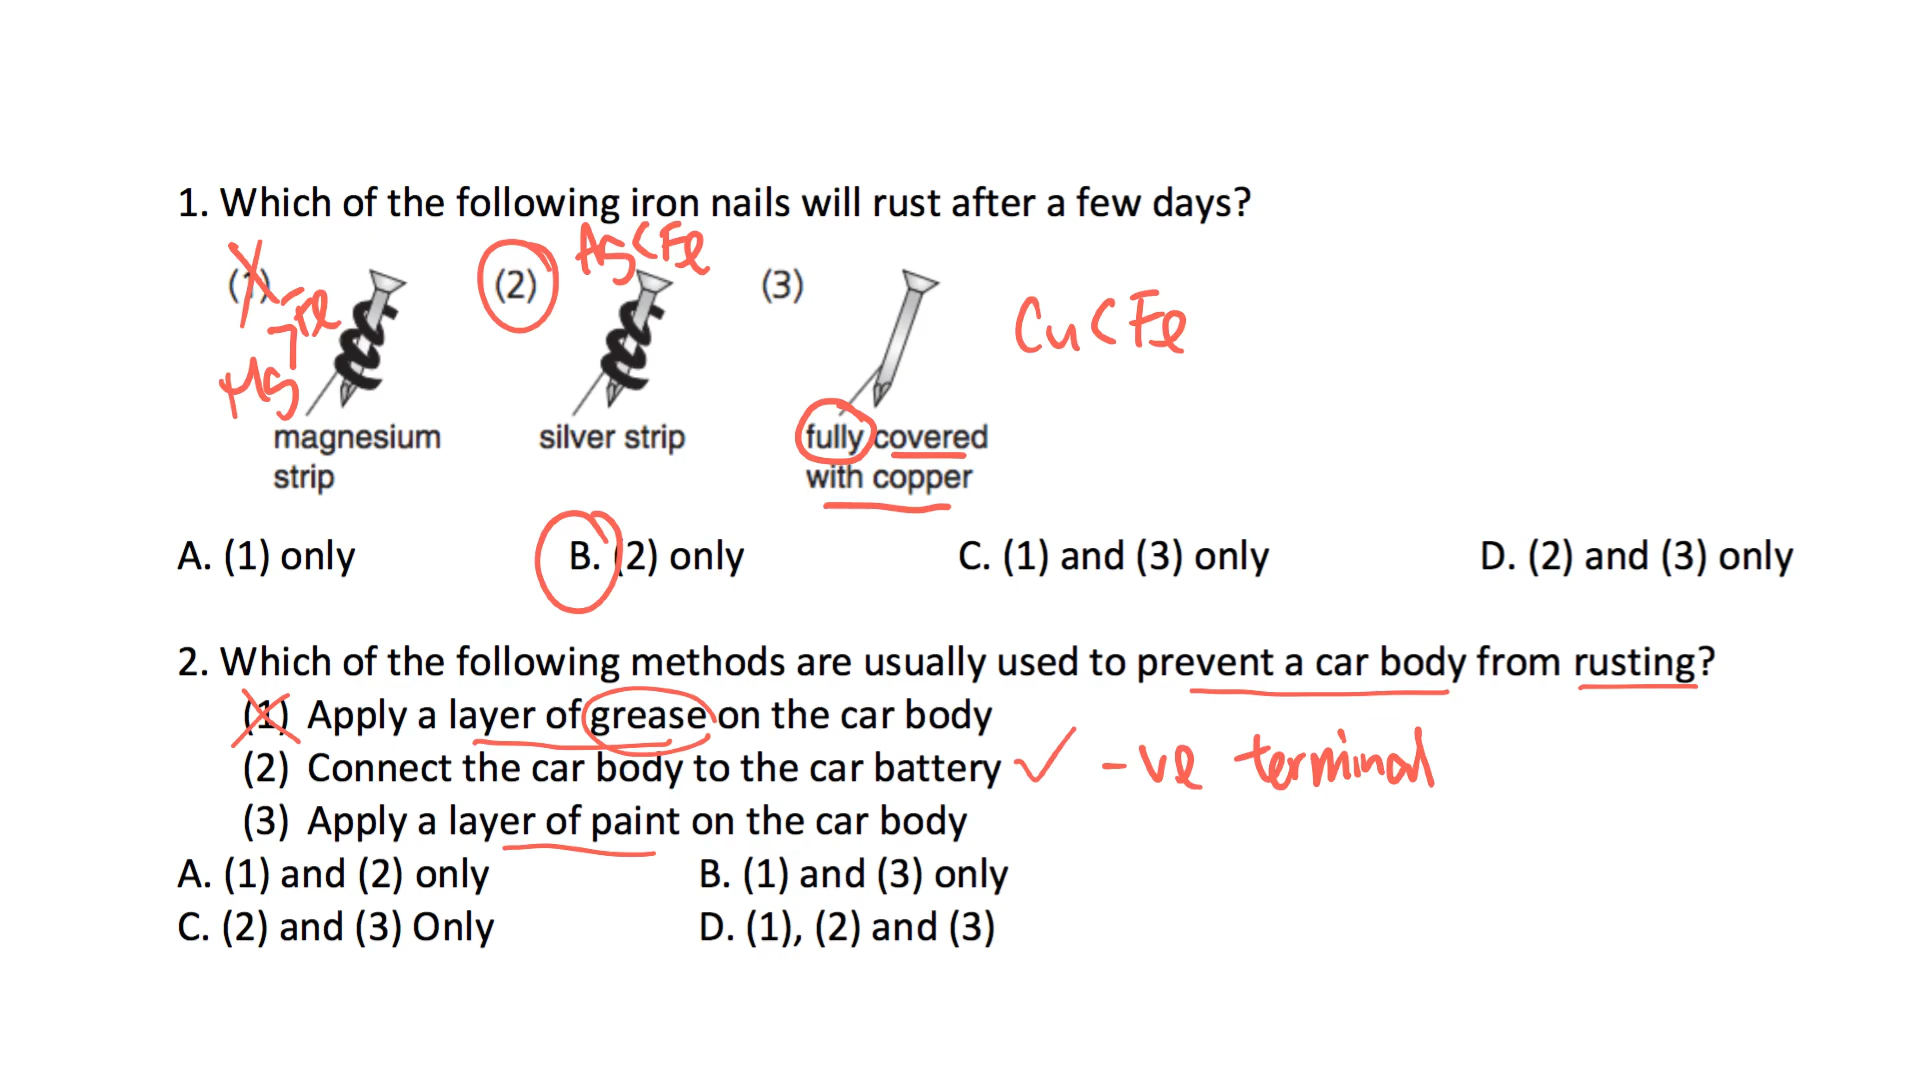 1. Which of the following iron nails will rust after a few days?
(1) Mg > Fe
(2) Ag < Fe
(3) Cu < Fe
magnesium strip
silver strip
fully covered with copper
A. (1) only B. (2) only C. (1) and (3) only D. (2) and (3) only
2. Which of the following methods are usually used to prevent a car body from rusting?
(1) Apply a layer of grease on the car body
(2) Connect the car body to the car battery ✓ -ve terminal
(3) Apply a layer of paint on the car body
A. (1) and (2) only B. (1) and (3) only
C. (2) and (3) Only D. (1), (2) and (3)